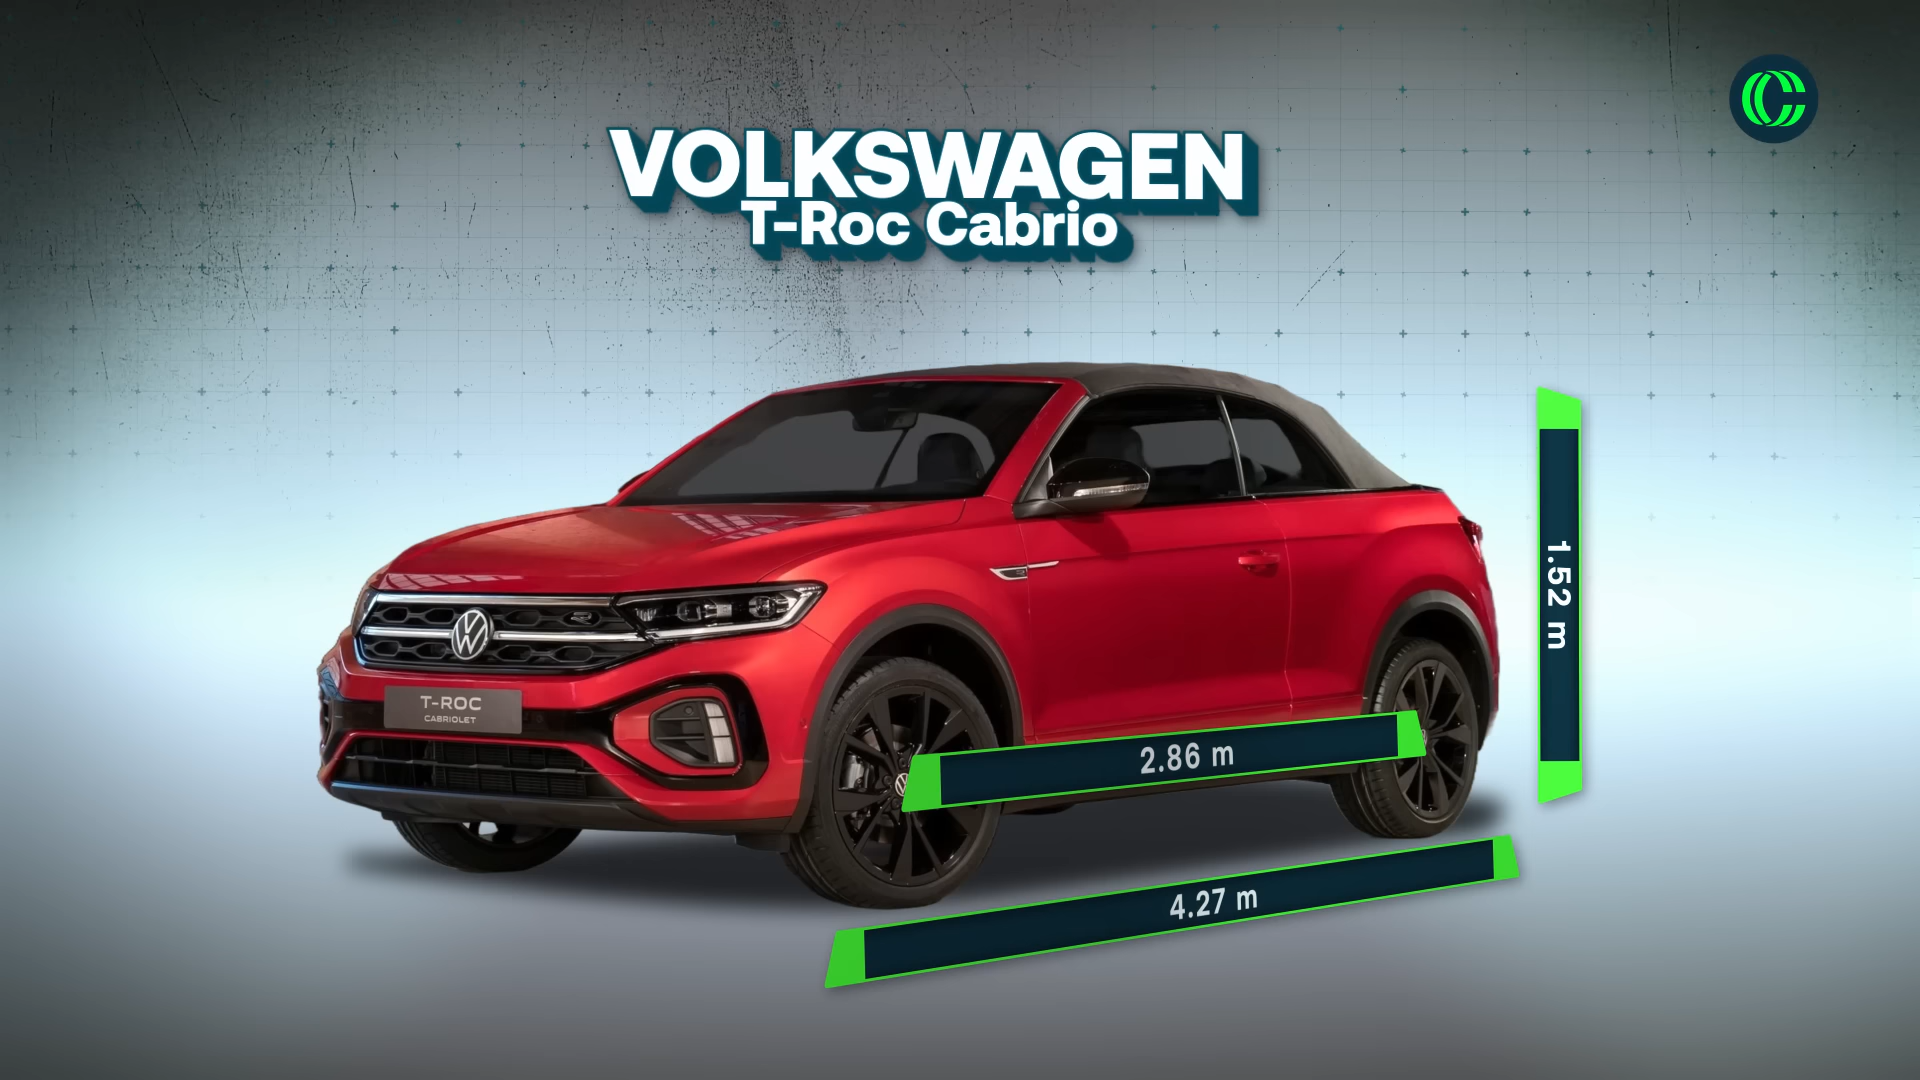 VOLKSWAGEN
T-Roc Cabrio
1.52 m
T-ROC
CABRIOLET
2.86 m
4.27 m